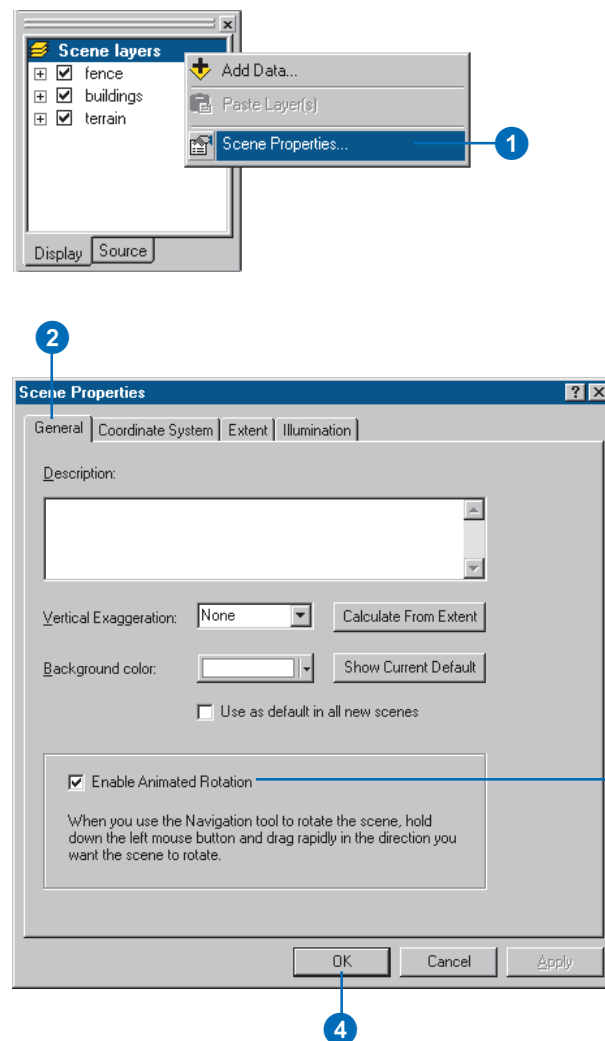 Scene layers
fence
buildings
terrain
Display Source
Add Data...
Paste Layer(s)
Scene Properties...
1
2
Scene Properties
General Coordinate System Extent Illumination
Description:
Vertical Exaggeration: None Calculate From Extent
Background color: Show Current Default
Use as default in all new scenes
Enable Animated Rotation
When you use the Navigation tool to rotate the scene, hold
down the left mouse button and drag rapidly in the direction you
want the scene to rotate.
OK Cancel Apply
4